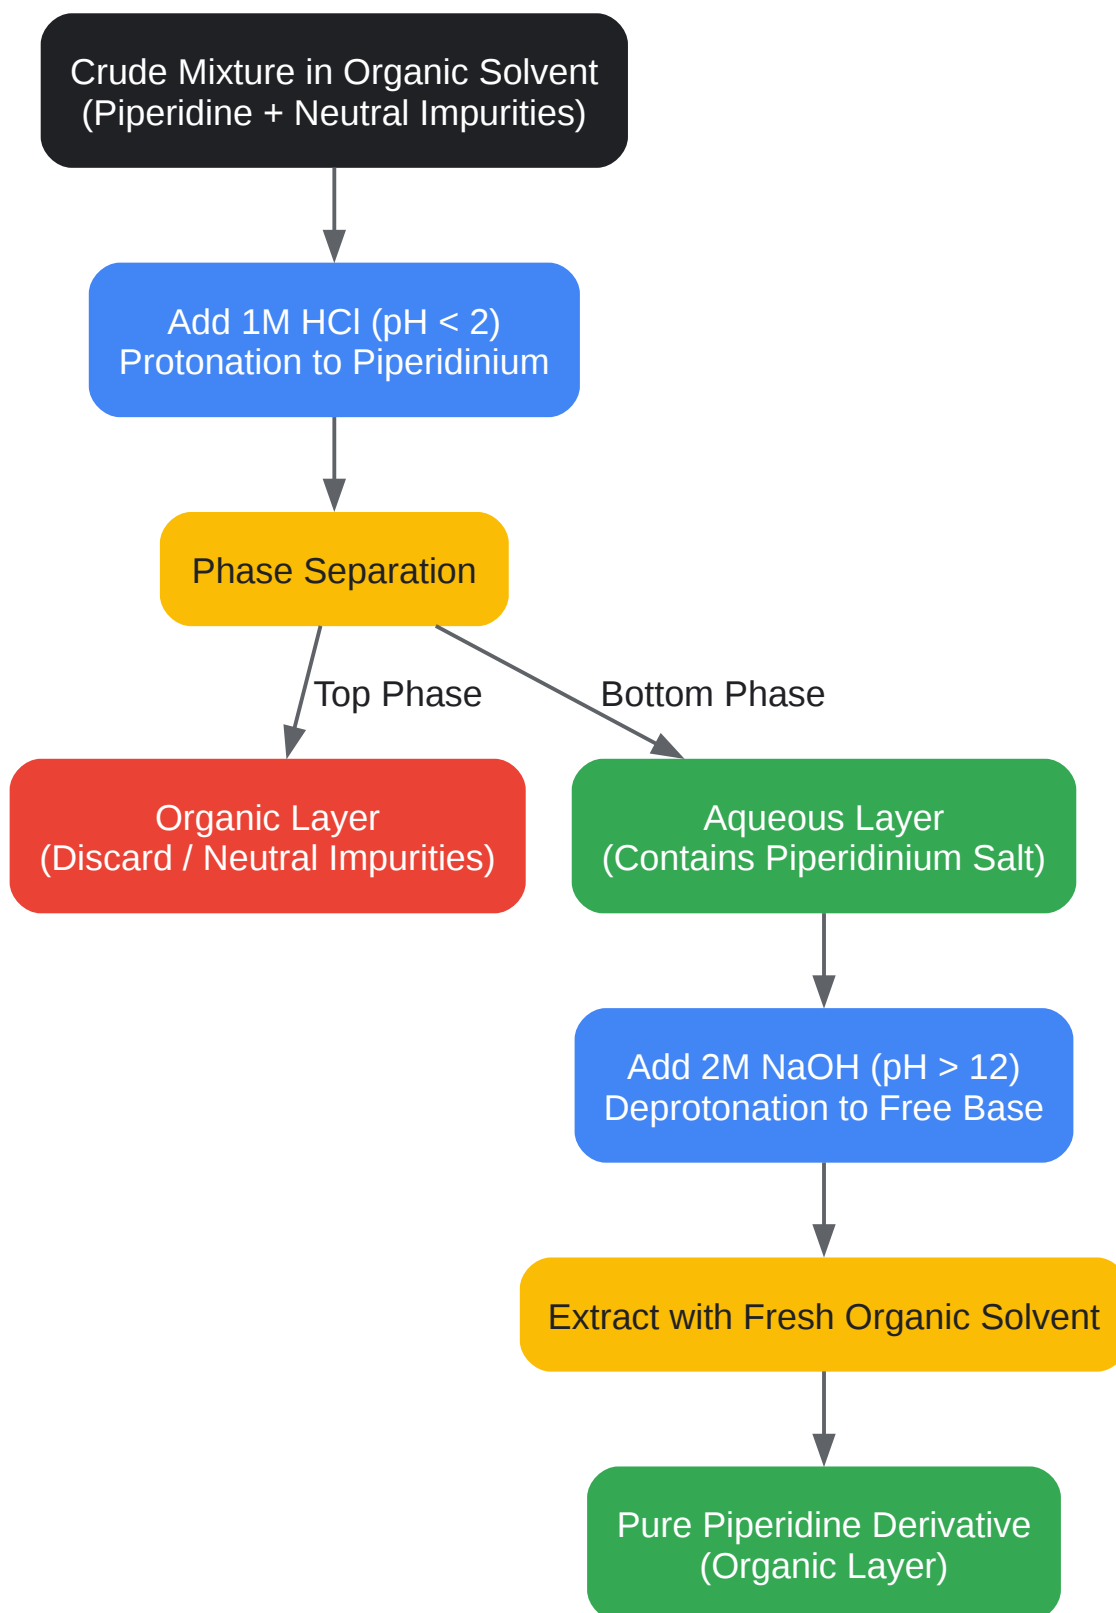 Crude Mixture in Organic Solvent
(Piperidine + Neutral Impurities)
Add 1M HCl (pH < 2)
Protonation to Piperidinium
Phase Separation
Top Phase
Bottom Phase
Organic Layer
(Discard / Neutral Impurities)
Aqueous Layer
(Contains Piperidinium Salt)
Add 2M NaOH (pH > 12)
Deprotonation to Free Base
Extract with Fresh Organic Solvent
Pure Piperidine Derivative
(Organic Layer)